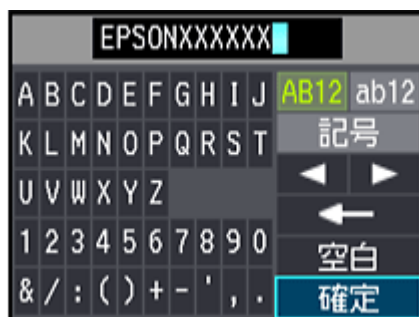 EPSONXXXXXX
A B C D E F G H I J AB12 ab12
K L M N O P Q R S T 記号
U V W X Y Z ◀ ▶
1 2 3 4 5 6 7 8 9 0 ← 空白
& / : ( ) + - ' , . 確定